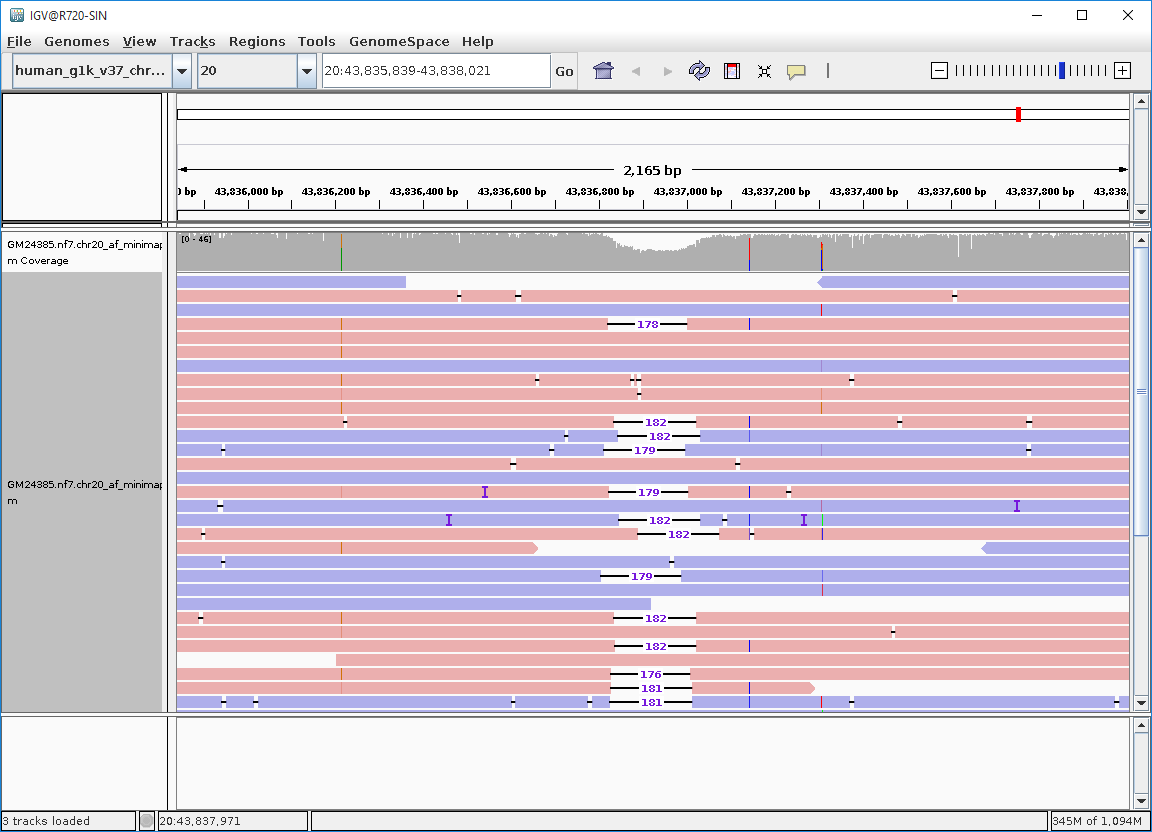 IGV@R720-SIN
File Genomes View Tracks Regions Tools GenomeSpace Help
human_g1k_v37_chr... 20 20:43,835,839-43,838,021 Go
2,165 bp
0 bp 43,836,000 bp 43,836,200 bp 43,836,400 bp 43,836,600 bp 43,836,800 bp 43,837,000 bp 43,837,200 bp 43,837,400 bp 43,837,600 bp 43,837,800 bp 43,838,
GM24385.nf7.chr20_af_minimap
m Coverage
[0 - 46]
178
182
182
179
179
182
182
179
182
182
176
181
181
GM24385.nf7.chr20_af_minimap
m
3 tracks loaded 20:43,837,971 345M of 1,094M